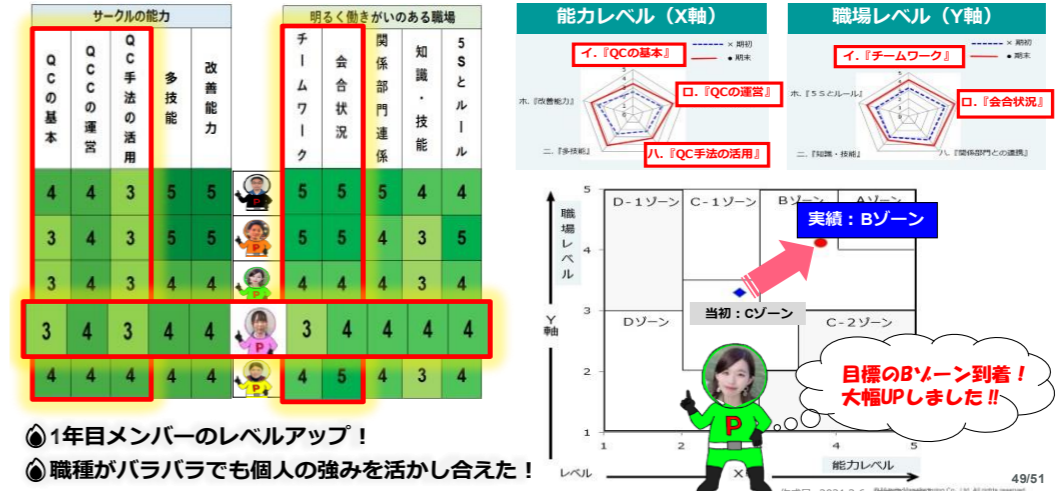 サークルの能力
明るく働きがいのある職場
QCの基本
QCCの運営
QC手法の活用
多技能
改善能力
チームワーク
会合状況
関係部門連係
知識・技能
5Sとルール
4 4 3 5 5 5 5 5 4 4
3 4 3 5 5 5 5 4 3 5
3 4 3 4 4 4 4 4 3 4
3 4 3 4 4 3 4 4 4 4
4 4 4 4 4 4 5 4 3 4
1年目メンバーのレベルアップ！
職種がバラバラでも個人の強みを活かし合えた！
能力レベル（X軸）
× 期初
● 期末
イ．『QCの基本』
ロ．『QCの運営』
ハ．『QC手法の活用』
ニ．『多技能』
ホ．『改善能力』
職場レベル（Y軸）
× 期初
● 期末
イ．『チームワーク』
ロ．『会合状況』
ハ．『関係部門との連携』
ニ．『知識・技能』
ホ．『５Ｓとルール』
職場レベル
Y軸
5
4
3
2
1
D-1ゾーン
C-1ゾーン
Bゾーン
Aゾーン
実績：Bゾーン
当初：Cゾーン
Dゾーン
C-2ゾーン
目標のBゾーン到着！
大幅UPしました!!
P
1 2 4 5
レベル
X
能力レベル
49/51